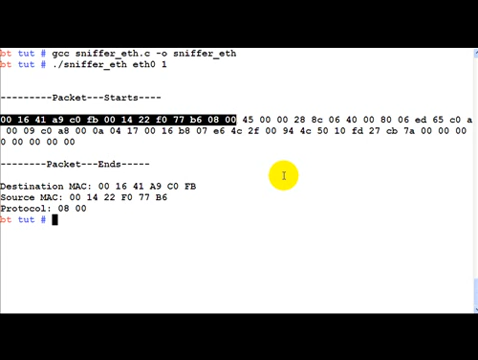 bt tut # gcc sniffer_eth.c -o sniffer_eth
bt tut # ./sniffer_eth eth0 1
---------Packet---Starts----
00 16 41 a9 c0 fb 00 14 22 f0 77 b6 08 00 45 00 00 28 8c 06 40 00 80 06 ed 65 c0 a
00 09 c0 a8 00 0a 04 17 00 16 b8 07 e6 4c 2f 00 94 4c 50 10 fd 27 cb 7a 00 00 00
0 00 00 00 00
--------Packet---Ends-----
Destination MAC: 00 16 41 A9 C0 FB
Source MAC: 00 14 22 F0 77 B6
Protocol: 08 00
bt tut #